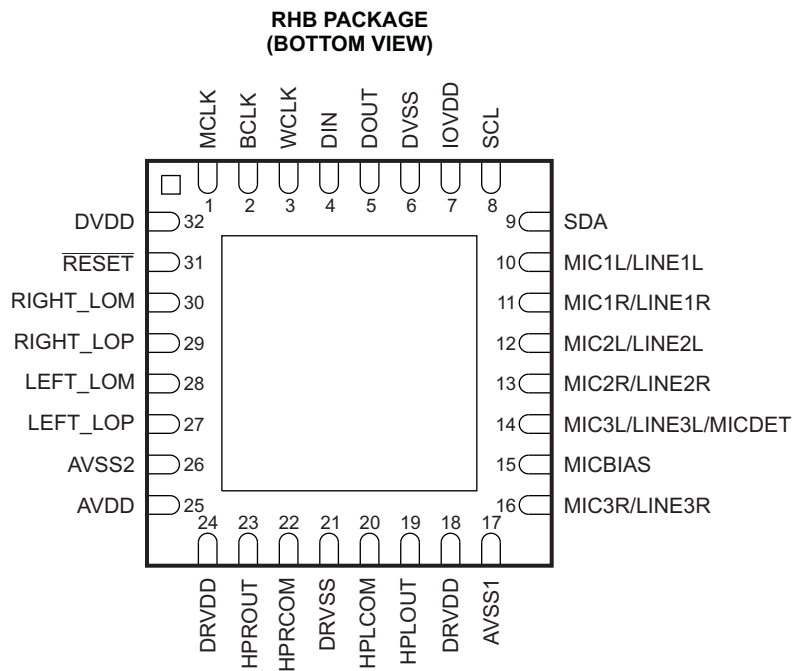 RHB PACKAGE
(BOTTOM VIEW)
MCLK
BCLK
WCLK
DIN
DOUT
DVSS
IOVDD
SCL
1
2
3
4
5
6
7
8
DVDD 32
RESET 31
RIGHT_LOM 30
RIGHT_LOP 29
LEFT_LOM 28
LEFT_LOP 27
AVSS2 26
AVDD 25
9 SDA
10 MIC1L/LINE1L
11 MIC1R/LINE1R
12 MIC2L/LINE2L
13 MIC2R/LINE2R
14 MIC3L/LINE3L/MICDET
15 MICBIAS
16 MIC3R/LINE3R
24
23
22
21
20
19
18
17
DRVDD
HPROUT
HPRCOM
DRVSS
HPLCOM
HPLOUT
DRVDD
AVSS1